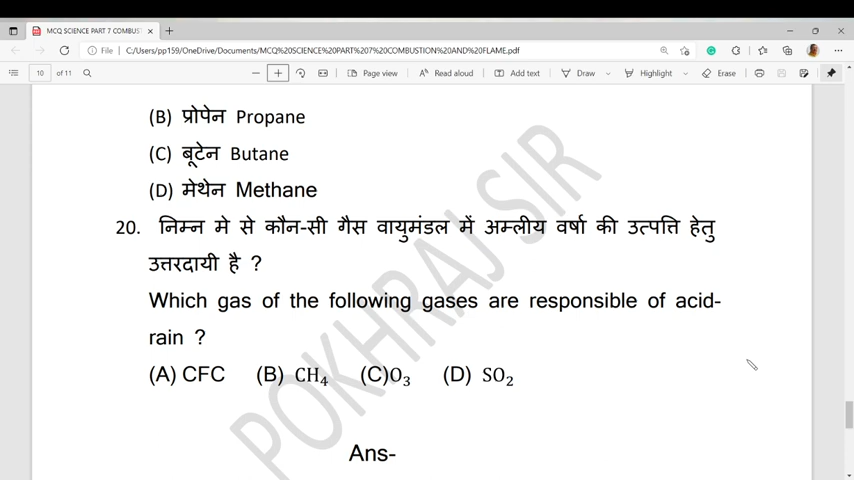 MCQ SCIENCE PART 7 COMBUST
File C:/Users/pp159/OneDrive/Documents/MCQ%20SCIENCE%20PART%207%20COMBUSTION%20AND%20FLAME.pdf
10 of 11 Page view Read aloud Add text Draw Highlight Erase
(B) प्रोपेन Propane
(C) बूटेन Butane
(D) मेथेन Methane
20. निम्न मे से कौन-सी गैस वायुमंडल में अम्लीय वर्षा की उत्पत्ति हेतु
उत्तरदायी है ?
Which gas of the following gases are responsible of acid-
rain ?
(A) CFC (B) CH₄ (C)O₃ (D) SO₂
Ans-
POKHRAJ SIR